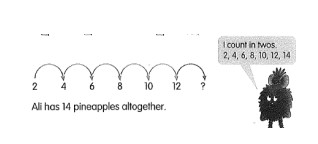 I count in twos.
2, 4, 6, 8, 10, 12, 14
2 4 6 8 10 12 ?
Ali has 14 pineapples altogether.